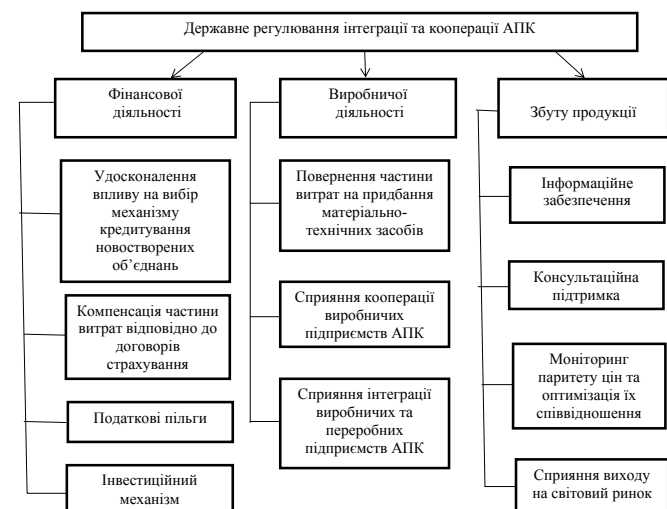 Державне регулювання інтеграції та кооперації АПК
Фінансової
діяльності
Удосконалення
впливу на вибір
механізму
кредитування
новостворених
об’єднань
Компенсація частини
витрат відповідно до
договорів
страхування
Податкові пільги
Інвестиційний
механізм
Виробничої
діяльності
Повернення частини
витрат на придбання
матеріально-
технічних засобів
Сприяння кооперації
виробничих
підприємств АПК
Сприяння інтеграції
виробничих та
переробних
підприємств АПК
Збуту продукції
Інформаційне
забезпечення
Консультаційна
підтримка
Моніторинг
паритету цін та
оптимізація їх
співвідношення
Сприяння виходу
на світовий ринок